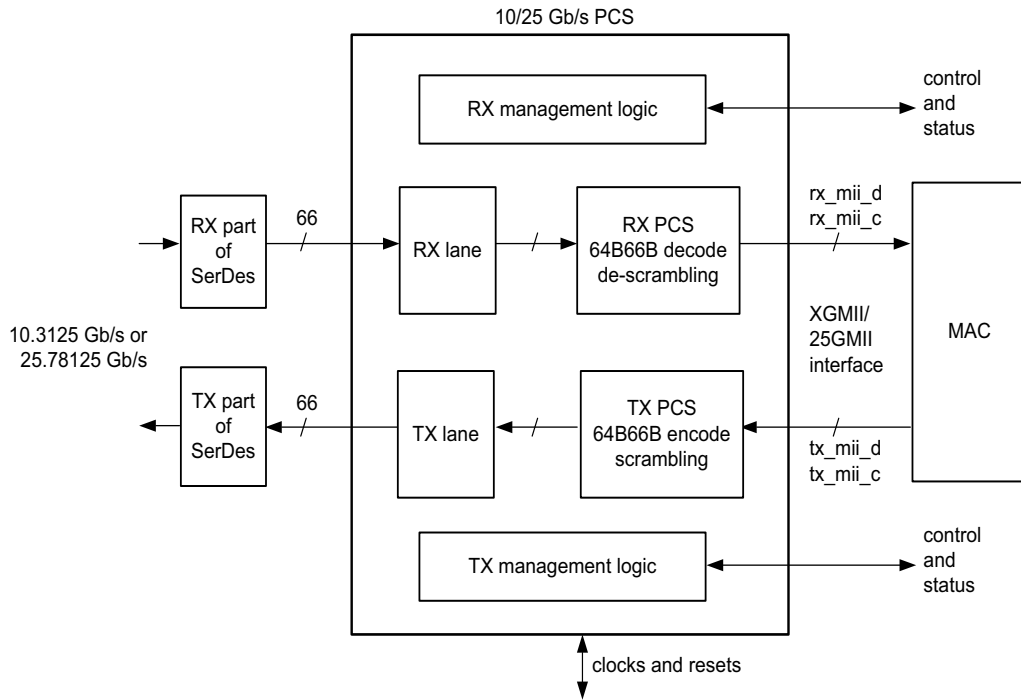 10/25 Gb/s PCS
RX management logic
control
and
status
RX part
of
SerDes
66
RX lane
RX PCS
64B66B decode
de-scrambling
rx_mii_d
rx_mii_c
MAC
10.3125 Gb/s or
25.78125 Gb/s
XGMII/
25GMII
interface
TX part
of
SerDes
66
TX lane
TX PCS
64B66B encode
scrambling
tx_mii_d
tx_mii_c
TX management logic
control
and
status
clocks and resets